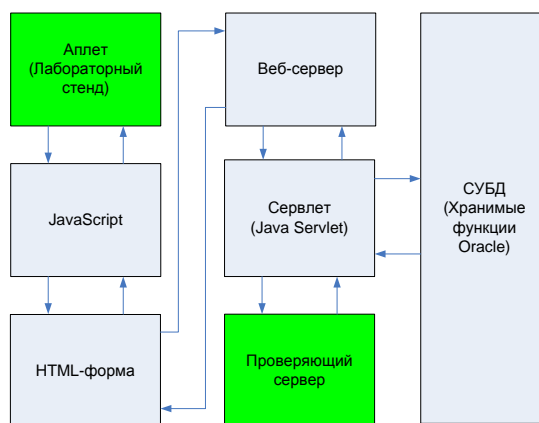 Аплет
(Лабораторный
стенд)
Веб-сервер
СУБД
(Хранимые
функции
Oracle)
JavaScript
Сервлет
(Java Servlet)
HTML-форма
Проверяющий
сервер